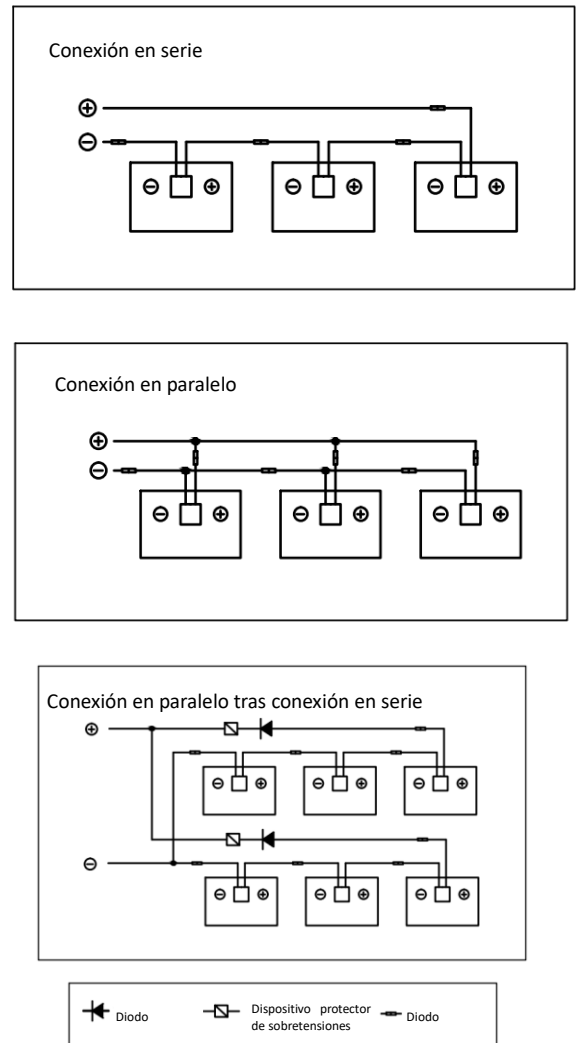 Conexión en serie
Conexión en paralelo
Conexión en paralelo tras conexión en serie
Diodo
Dispositivo protector
de sobretensiones
Diodo